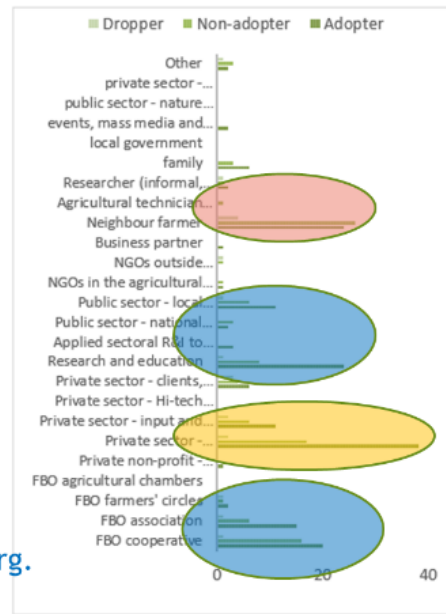 Dropper Non-adopter Adopter
Other
private sector -...
public sector - nature...
events, mass media and...
local government
family
Researcher (informal,...
Agricultural technician...
Neighbour farmer
Business partner
NGOs outside...
NGOs in the agricultural...
Public sector - local...
Public sector - national...
Applied sectoral R&I to...
Research and education
Private sector - clients,...
Private sector - Hi-tech...
Private sector - input and...
Private sector -...
Private non-profit -...
FBO agricultural chambers
FBO farmers' circles
FBO association
rg.
FBO cooperative
0 20 40